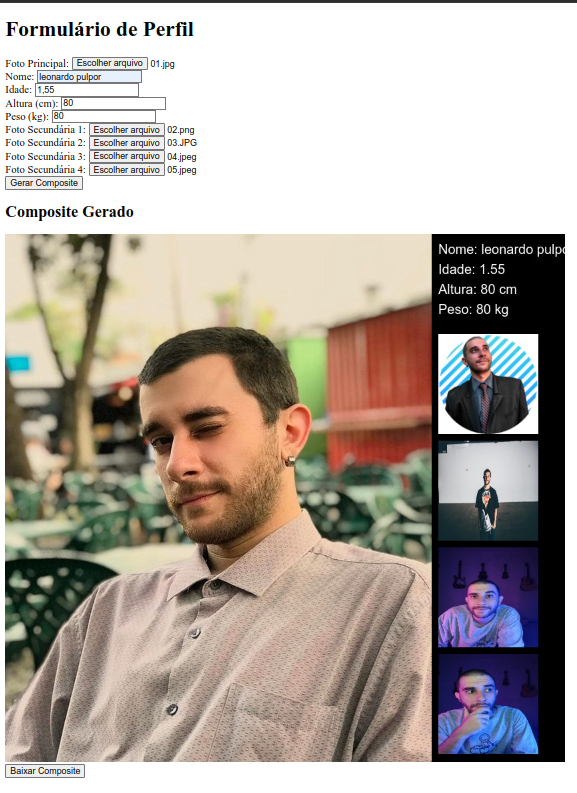 Formulário de Perfil
Foto Principal: Escolher arquivo 01.jpg
Nome: leonardo pulpor
Idade: 1,55
Altura (cm): 80
Peso (kg): 80
Foto Secundária 1: Escolher arquivo 02.png
Foto Secundária 2: Escolher arquivo 03.JPG
Foto Secundária 3: Escolher arquivo 04.jpeg
Foto Secundária 4: Escolher arquivo 05.jpeg
Gerar Composite
Composite Gerado
Nome: leonardo pulpo
Idade: 1.55
Altura: 80 cm
Peso: 80 kg
Baixar Composite